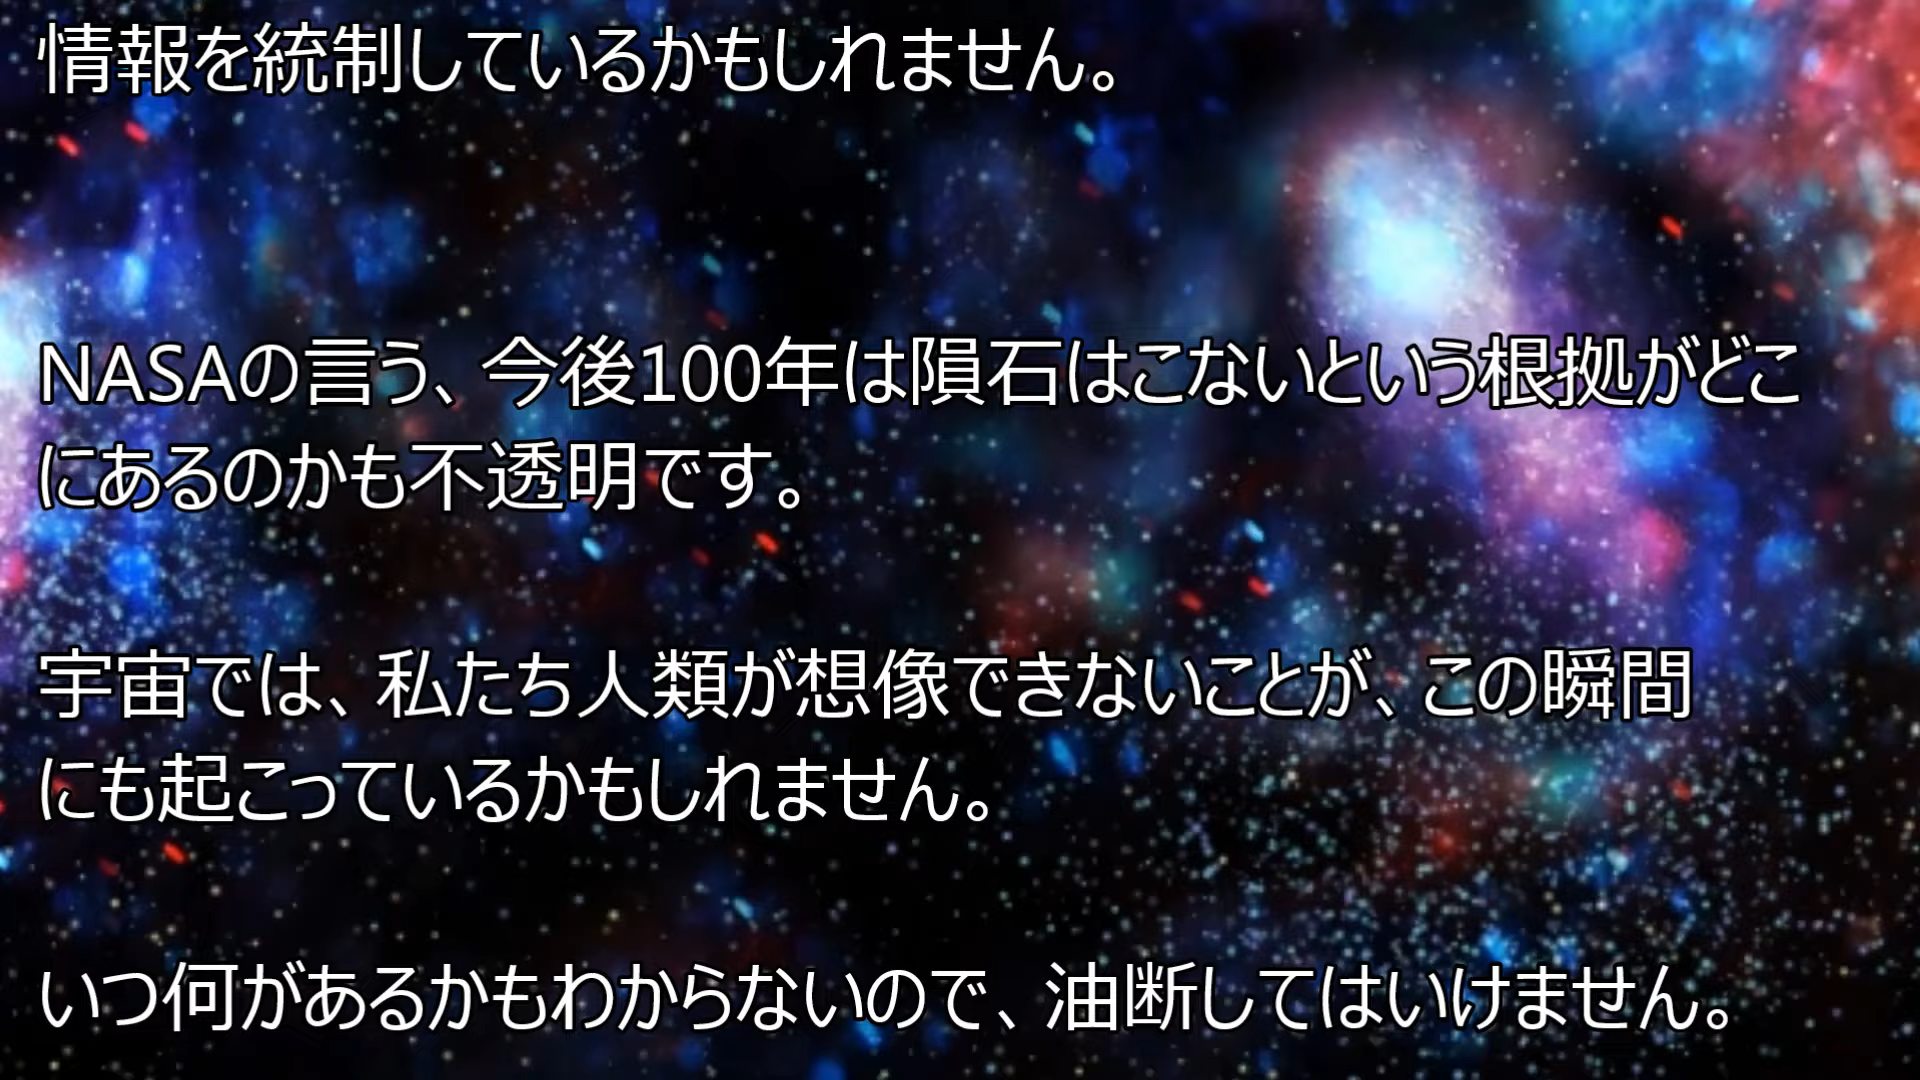 情報を統制しているかもしれません。
NASAの言う、今後100年は隕石はこないという根拠がどこ
にあるのかも不透明です。
宇宙では、私たち人類が想像できないことが、この瞬間
にも起こっているかもしれません。
いつ何があるかもわからないので、油断してはいけません。